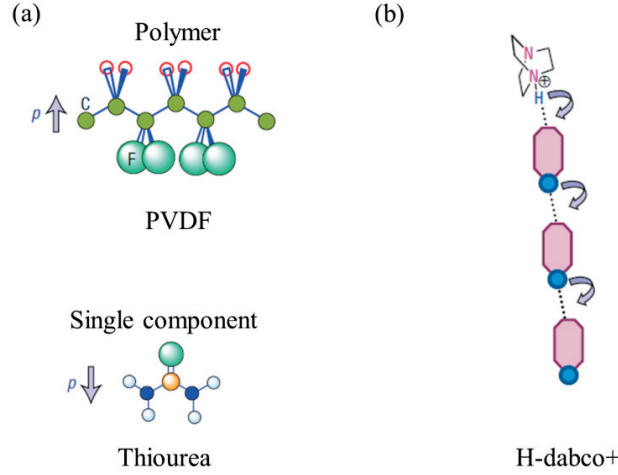 (a)
Polymer
p
C
F
PVDF
Single component
p
Thiourea
(b)
N
N
⊕
H
H-dabco+